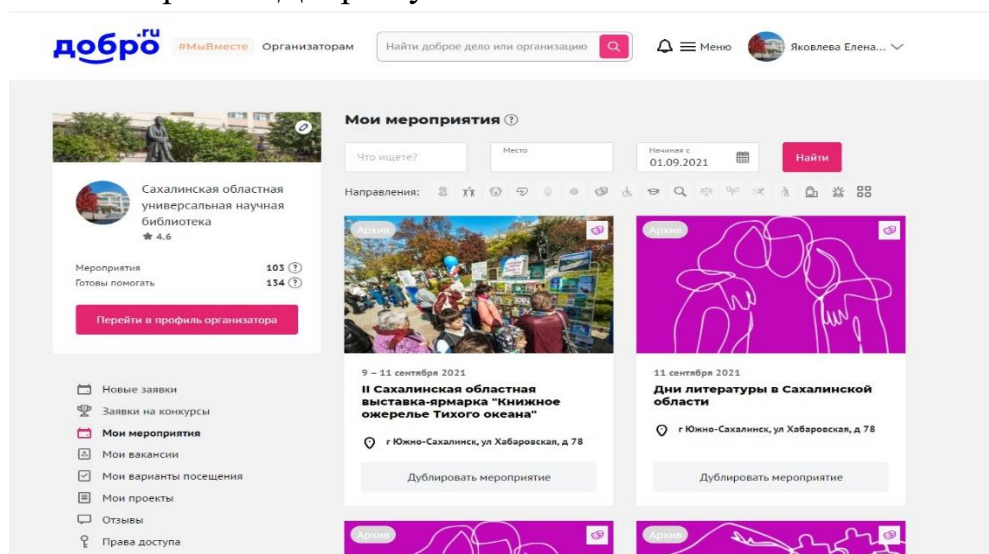 добро.ru
#МыВместе
Организаторам
Найти доброе дело или организацию
Меню
Яковлева Елена...
Сахалинская областная
универсальная научная
библиотека
4.6
Мероприятия 103
Готовы помогать 134
Перейти в профиль организатора
Новые заявки
Заявки на конкурсы
Мои мероприятия
Мои вакансии
Мои варианты посещения
Мои проекты
Отзывы
Права доступа
Мои мероприятия
Что ищете?
Место
Начиная с
01.09.2021
Найти
Направления:
Архив
9 – 11 сентября 2021
II Сахалинская областная
выставка-ярмарка "Книжное
ожерелье Тихого океана"
г Южно-Сахалинск, ул Хабаровская, д 78
Дублировать мероприятие
Архив
11 сентября 2021
Дни литературы в Сахалинской
области
г Южно-Сахалинск, ул Хабаровская, д 78
Дублировать мероприятие
Архив
Архив